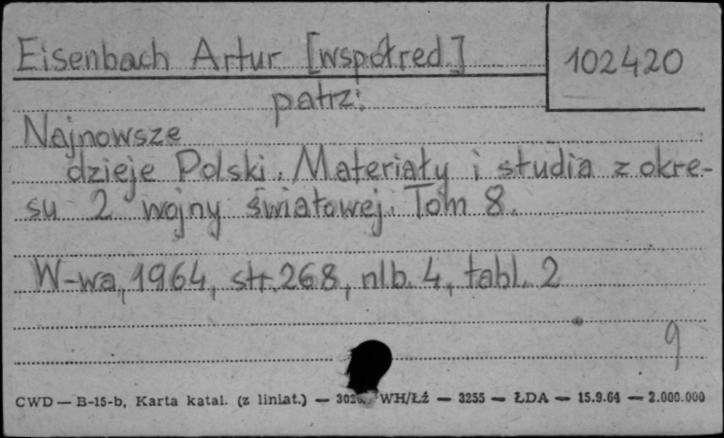 Eisenbach Artur [współred.] 102420
patrz:
Najnowsze
dzieje Polski. Materiały i studia z okre-
su 2 wojny światowej. Tom 8.
W-wa, 1964, str. 268, nlb. 4, tabl. 2
9
CWD — B-15-b, Karta katal. (z liniat.) — WH/Łź — 3255 — ŁDA — 15.9.64 — 2.000.000